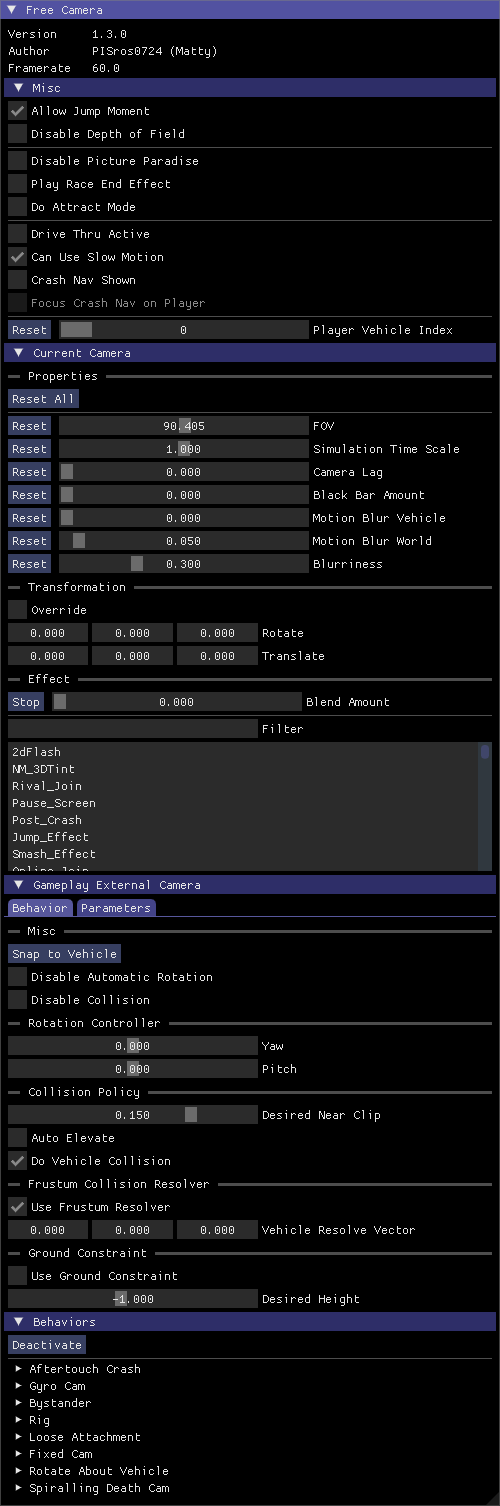 Free Camera
Version 1.3.0
Author PISros0724 (Matty)
Framerate 60.0
Misc
Allow Jump Moment
Disable Depth of Field
Disable Picture Paradise
Play Race End Effect
Do Attract Mode
Drive Thru Active
Can Use Slow Motion
Crash Nav Shown
Focus Crash Nav on Player
Reset 0 Player Vehicle Index
Current Camera
Properties
Reset All
Reset 90.405 FOV
Reset 1.000 Simulation Time Scale
Reset 0.000 Camera Lag
Reset 0.000 Black Bar Amount
Reset 0.000 Motion Blur Vehicle
Reset 0.050 Motion Blur World
Reset 0.300 Blurriness
Transformation
Override
0.000 0.000 0.000 Rotate
0.000 0.000 0.000 Translate
Effect
Stop 0.000 Blend Amount
Filter
2dFlash
NM_3DTint
Rival_Join
Pause_Screen
Post_Crash
Jump_Effect
Smash_Effect
Online_Join
Gameplay External Camera
Behavior Parameters
Misc
Snap to Vehicle
Disable Automatic Rotation
Disable Collision
Rotation Controller
0.000 Yaw
0.000 Pitch
Collision Policy
0.150 Desired Near Clip
Auto Elevate
Do Vehicle Collision
Frustum Collision Resolver
Use Frustum Resolver
0.000 0.000 0.000 Vehicle Resolve Vector
Ground Constraint
Use Ground Constraint
-1.000 Desired Height
Behaviors
Deactivate
Aftertouch Crash
Gyro Cam
Bystander
Rig
Loose Attachment
Fixed Cam
Rotate About Vehicle
Spiralling Death Cam